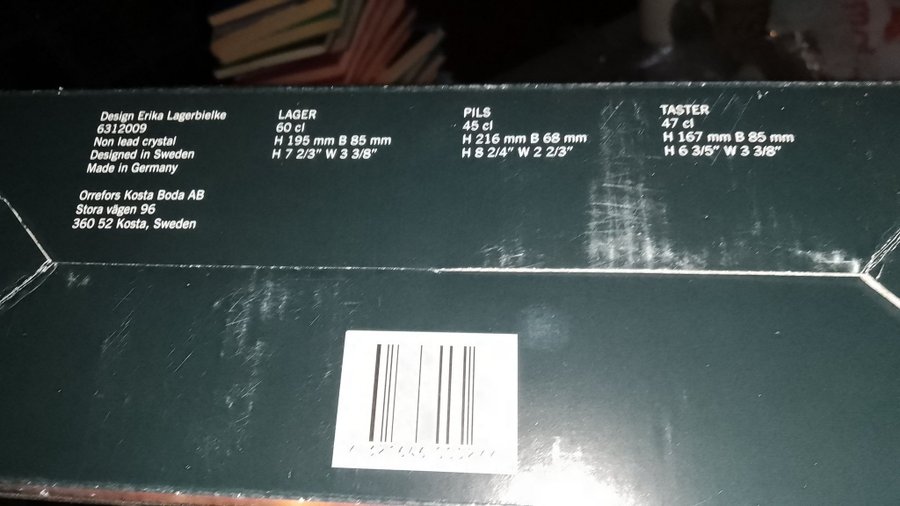 Design Erika Lagerbielke
6312009
Non lead crystal
Designed in Sweden
Made in Germany
Orrefors Kosta Boda AB
Stora vägen 96
360 52 Kosta, Sweden
LAGER
60 cl
H 195 mm B 85 mm
H 7 2/3" W 3 3/8"
PILS
45 cl
H 216 mm B 68 mm
H 8 2/4" W 2 2/3"
TASTER
47 cl
H 167 mm B 85 mm
H 6 3/5" W 3 3/8"